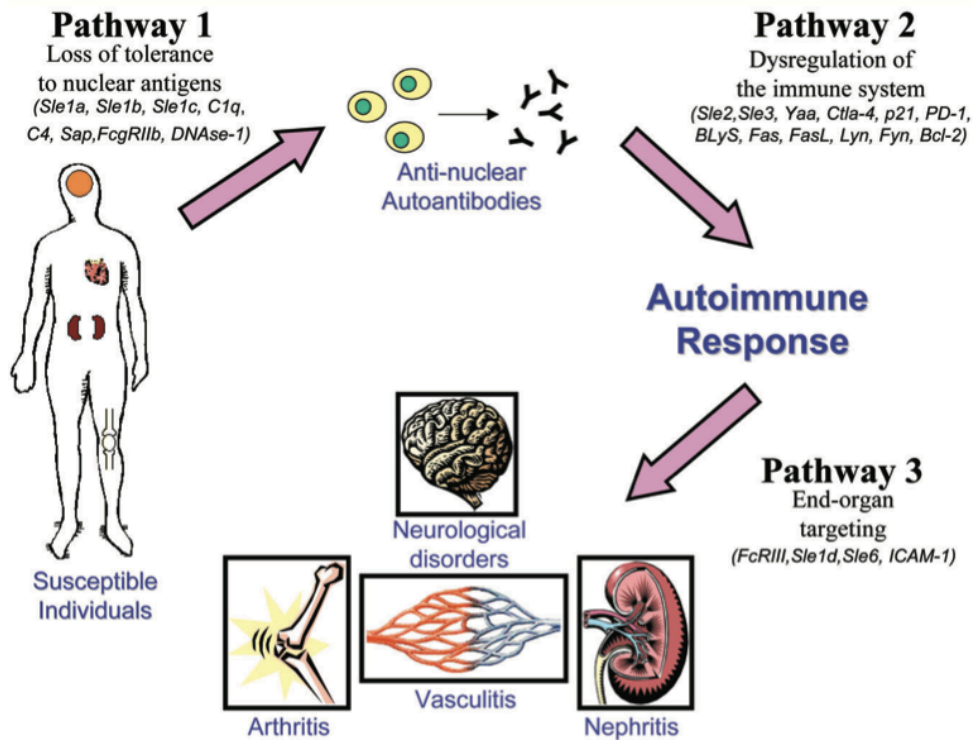 Pathway 1
Loss of tolerance
to nuclear antigens
(Sle1a, Sle1b, Sle1c, C1q,
C4, Sap,FcgRIIb, DNAse-1)
Anti-nuclear
Autoantibodies
Pathway 2
Dysregulation of
the immune system
(Sle2,Sle3, Yaa, Ctla-4, p21, PD-1,
BLyS, Fas, FasL, Lyn, Fyn, Bcl-2)
Autoimmune
Response
Pathway 3
End-organ
targeting
(FcRIII,Sle1d,Sle6, ICAM-1)
Susceptible
Individuals
Neurological
disorders
Arthritis
Vasculitis
Nephritis